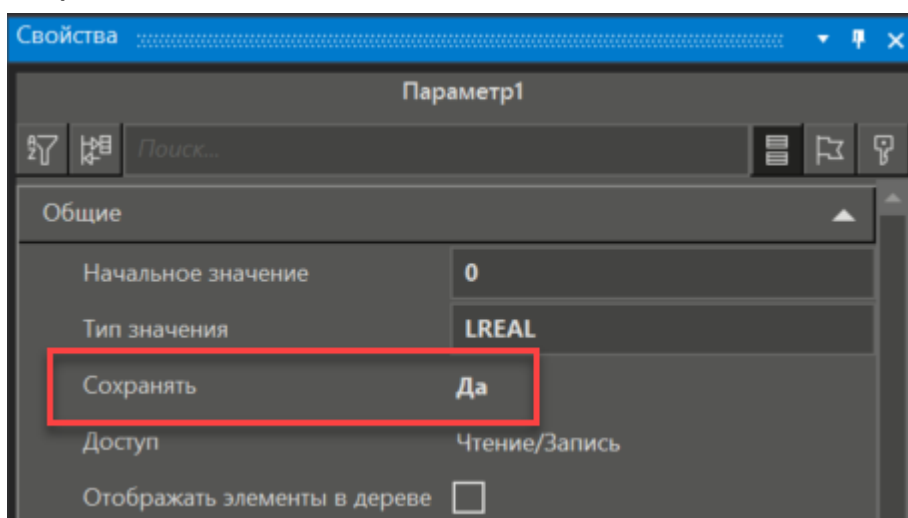 Свойства
Параметр1
Поиск...
Общие
Начальное значение 0
Тип значения LREAL
Сохранять Да
Доступ Чтение/Запись
Отображать элементы в дереве